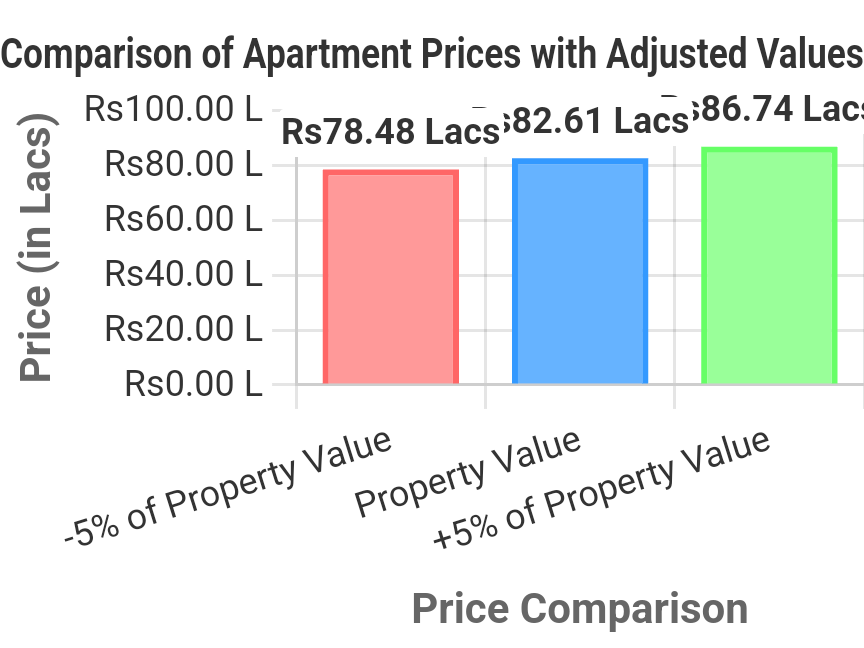 Comparison of Apartment Prices with Adjusted Values
Price (in Lacs)
Rs100.00 L
Rs80.00 L
Rs60.00 L
Rs40.00 L
Rs20.00 L
Rs0.00 L
Rs78.48 Lacs
s82.61 Lacs
s86.74 Lacs
-5% of Property Value
Property Value
+5% of Property Value
Price Comparison